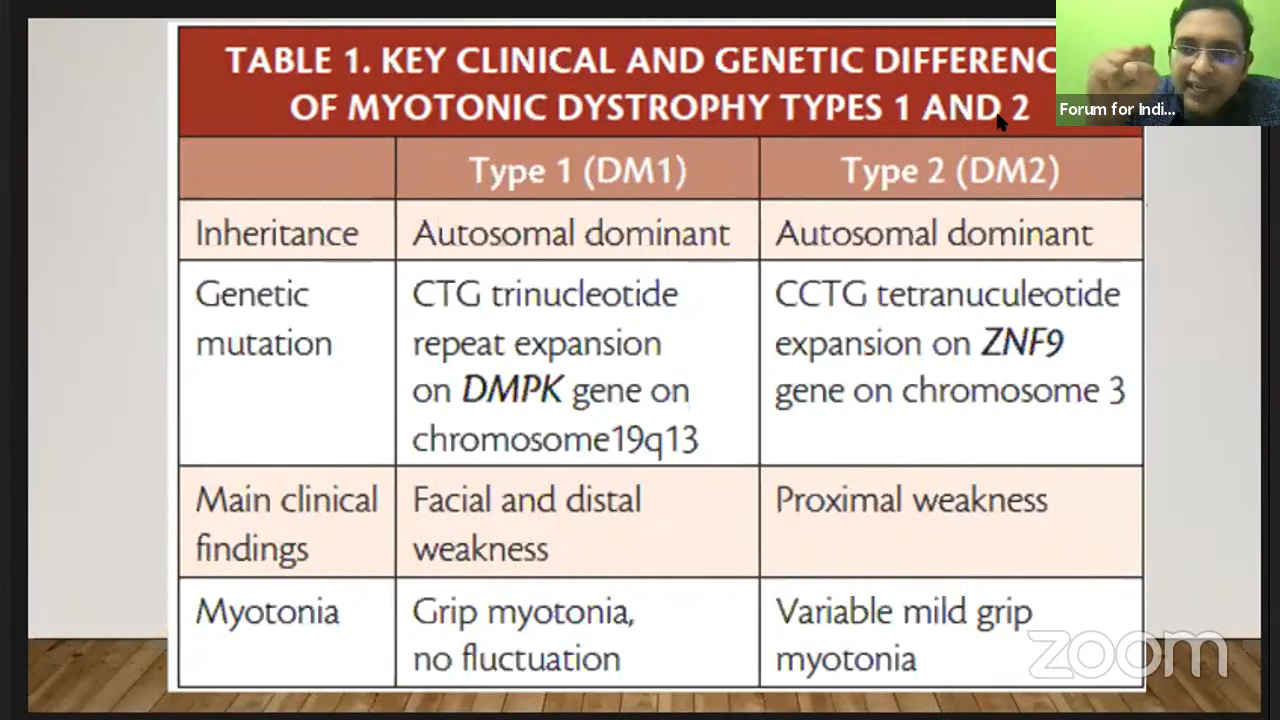 TABLE 1. KEY CLINICAL AND GENETIC DIFFERENC
OF MYOTONIC DYSTROPHY TYPES 1 AND 2
Forum for Indi...
Type 1 (DM1) Type 2 (DM2)
Inheritance Autosomal dominant Autosomal dominant
Genetic CTG trinucleotide CCTG tetranuculeotide
mutation repeat expansion expansion on ZNF9
on DMPK gene on gene on chromosome 3
chromosome19q13
Main clinical Facial and distal Proximal weakness
findings weakness
Myotonia Grip myotonia, Variable mild grip
no fluctuation myotonia
zoom